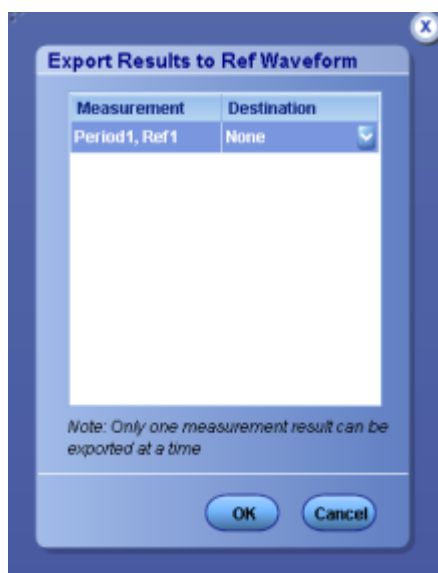 x
Export Results to Ref Waveform
Measurement Destination
Period1, Ref1 None
Note: Only one measurement result can be
exported at a time
OK Cancel